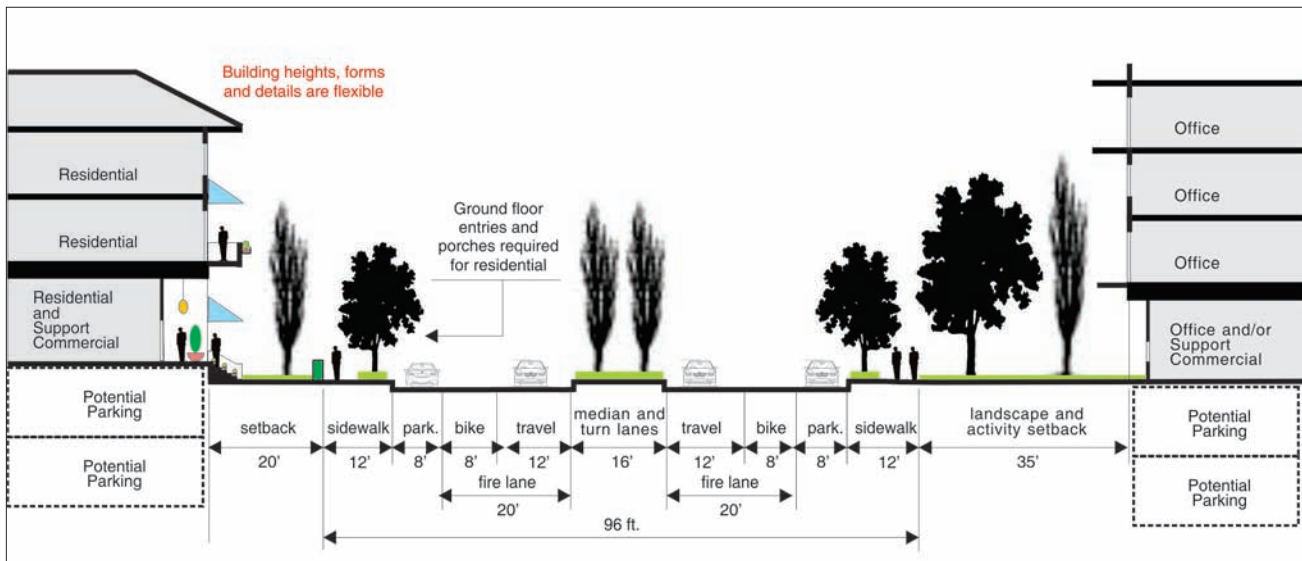 Building heights, forms
and details are flexible
Residential
Residential
Residential
and
Support
Commercial
Potential
Parking
Potential
Parking
Ground floor
entries and
porches required
for residential
Office
Office
Office
Office and/or
Support
Commercial
Potential
Parking
Potential
Parking
setback
sidewalk
park.
bike
travel
median and
turn lanes
travel
bike
park.
sidewalk
landscape and
activity setback
20'
12'
8'
8'
12'
16'
12'
8'
8'
12'
35'
fire lane
20'
fire lane
20'
96 ft.